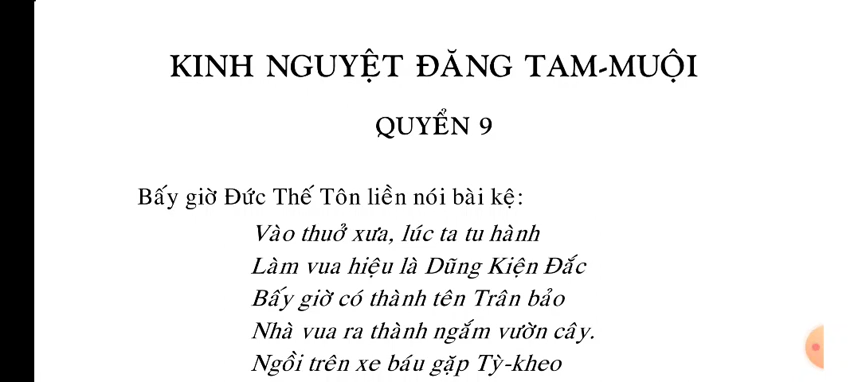 KINH NGUYỆT ĐĂNG TAM-MUỘI
QUYỂN 9
Bấy giờ Đức Thế Tôn liền nói bài kệ:
Vào thuở xưa, lúc ta tu hành
Làm vua hiệu là Dũng Kiện Đắc
Bấy giờ có thành tên Trân bảo
Nhà vua ra thành ngắm vườn cây.
Ngồi trên xe báu gặp Tỳ-kheo